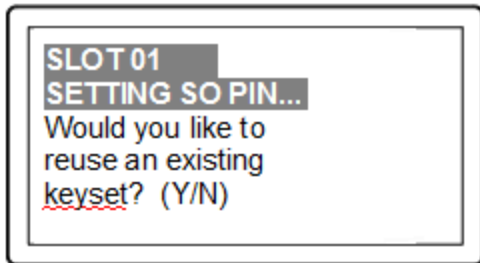 SLOT 01
SETTING SO PIN...
Would you like to
reuse an existing
keyset?  (Y/N)